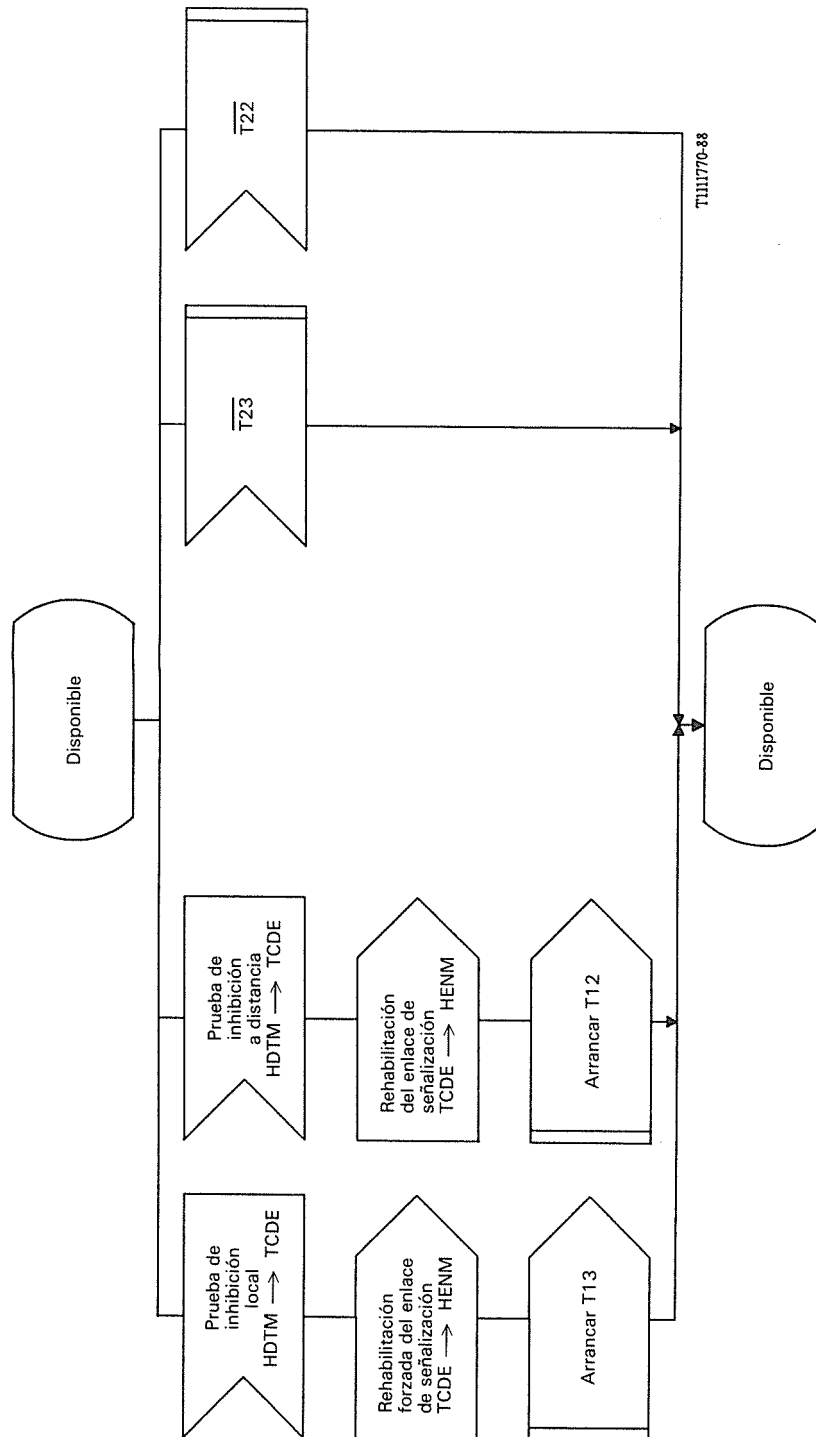 Disponible
Prueba de
inhibición
local
HDTM → TCDE
Prueba de
inhibición
a distancia
HDTM → TCDE
T23
T22
Rehabilitación
forzada del enlace
de señalización
TCDE → HENM
Rehabilitación
del enlace de
señalización
TCDE → HENM
Arrancar T13
Arrancar T12
Disponible
T1111770-88